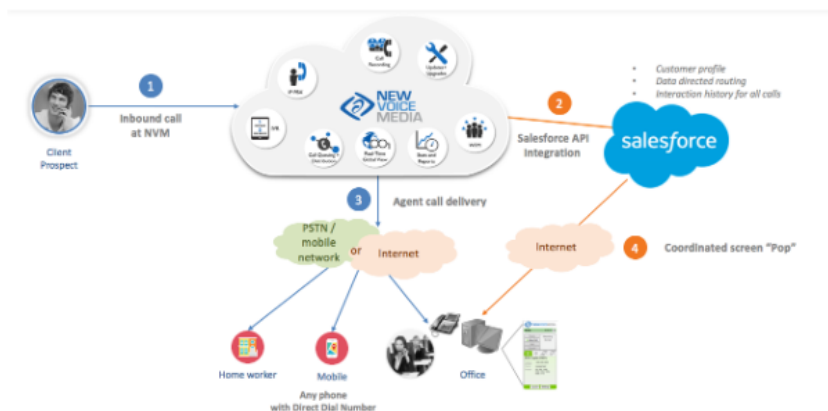 Call
Recording
Updates+
Upgrades
IP PBX
NEW
VOICE
MEDIA
IVR
Real-Time
Stats and
Reports
Customer profile
Data directed routing
Interaction history for all calls
1
Inbound call
at NVM
Client
Prospect
2
Salesforce API
Integration
salesforce
3
Agent call delivery
PSTN /
mobile
network
or
Internet
Internet
4
Coordinated screen "Pop"
Home worker
Mobile
Office
Any phone
with Direct Dial Number